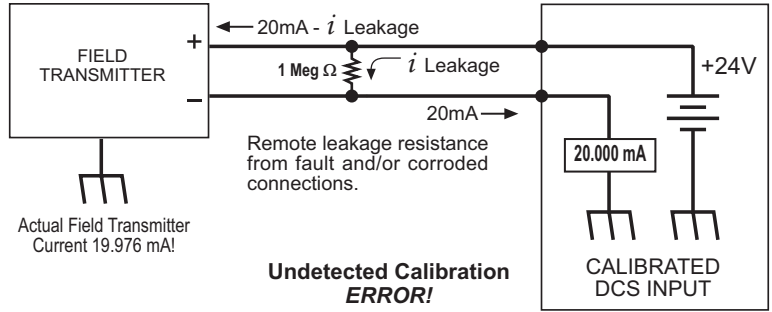 20mA - i Leakage
FIELD
TRANSMITTER
+
–
1 Meg Ω
i Leakage
+24V
20mA
20.000 mA
Remote leakage resistance
from fault and/or corroded
connections.
Actual Field Transmitter
Current 19.976 mA!
Undetected Calibration
ERROR!
CALIBRATED
DCS INPUT